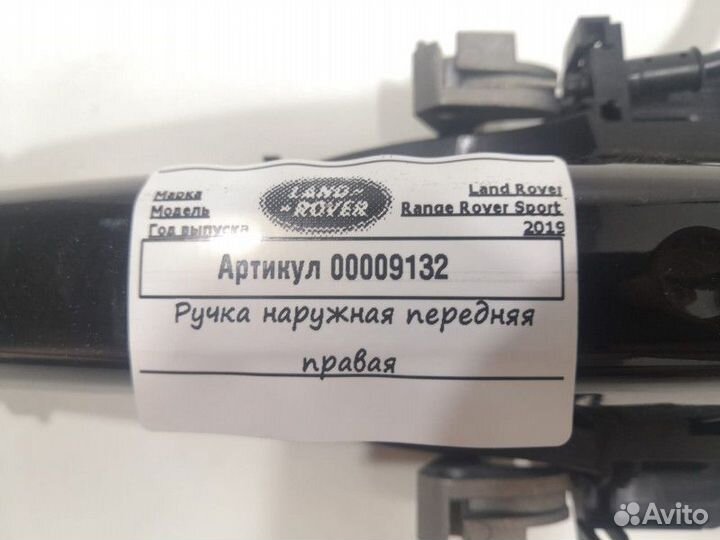 Марка Land Rover
Модель Range Rover Sport
Год выпуска 2019
LAND-
-ROVER
Артикул 00009132
Ручка наружная передняя
правая
Avito